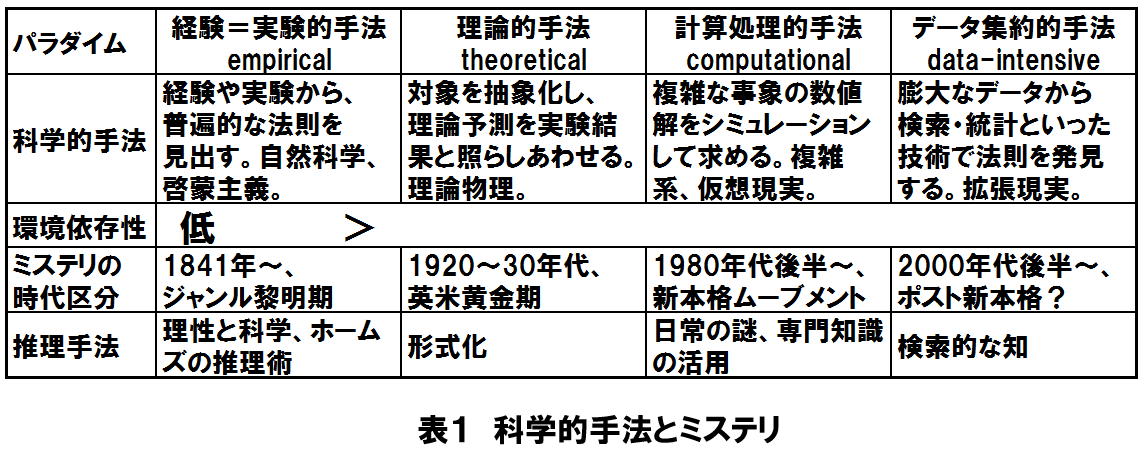 パラダイム
経験＝実験的手法
empirical
理論的手法
theoretical
計算処理的手法
computational
データ集約的手法
data-intensive
科学的手法
経験や実験から、
普遍的な法則を
見出す。自然科学、
啓蒙主義。
対象を抽象化し、
理論予測を実験結
果と照らしあわせる。
理論物理。
複雑な事象の数値
解をシミュレーション
して求める。複雑
系、仮想現実。
膨大なデータから
検索・統計といった
技術で法則を発見
する。拡張現実。
環境依存性
低　＞
ミステリの
時代区分
1841年～、
ジャンル黎明期
1920～30年代、
英米黄金期
1980年代後半～、
新本格ムーブメント
2000年代後半～、
ポスト新本格？
推理手法
理性と科学、ホーム
ズの推理術
形式化
日常の謎、専門知識
の活用
検索的な知
表１　科学的手法とミステリ